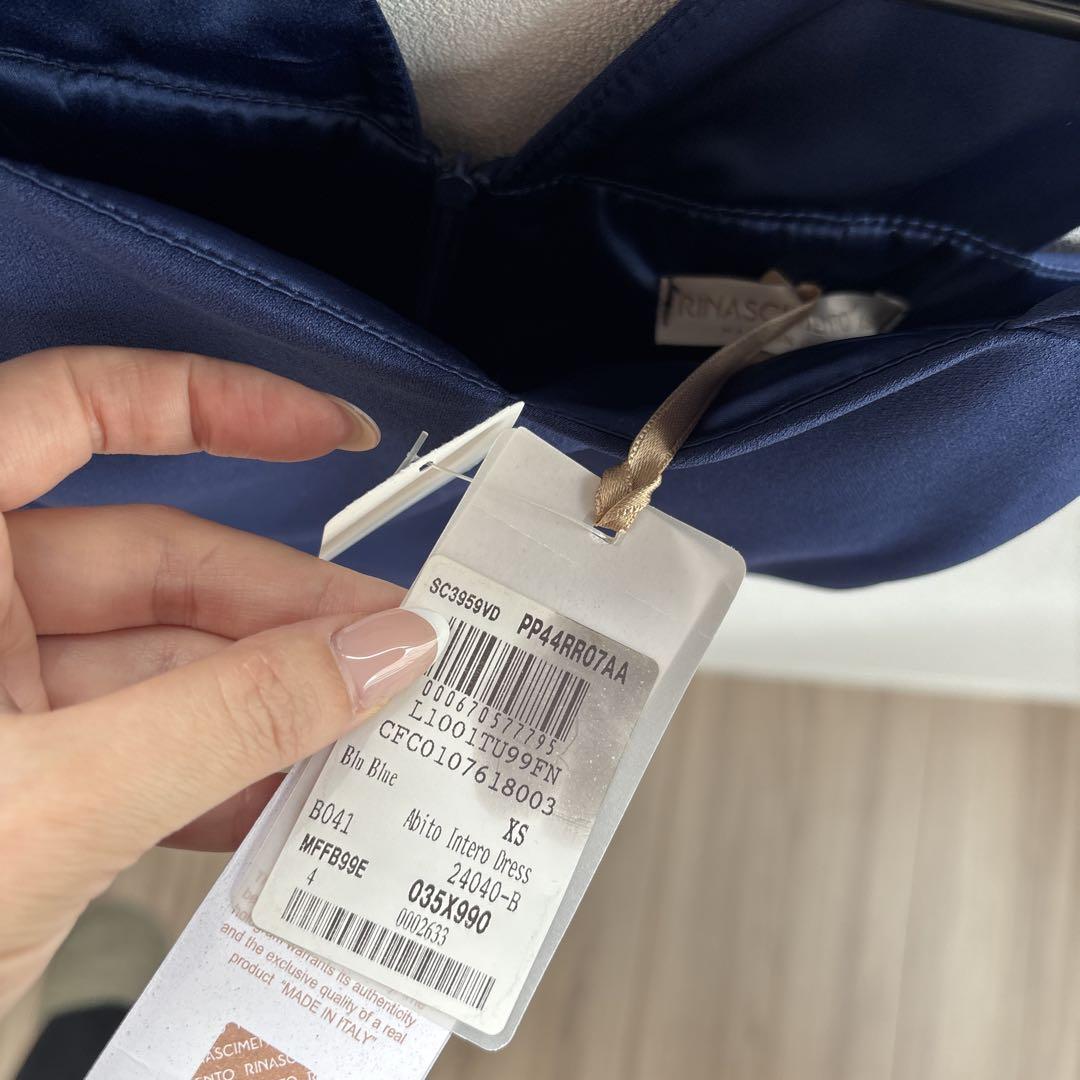 RINASCIMENTO
SC3959VD PP44RR07AA
000670577795
L1001TU99FN
CFC0107618003
Blu Blue
XS
B041 Abito Intero Dress
MFFB99E 24040-B
4 035X990
0002633
warrants its authenticity
and the exclusive quality of a real
product "MADE IN ITALY"
RINASC